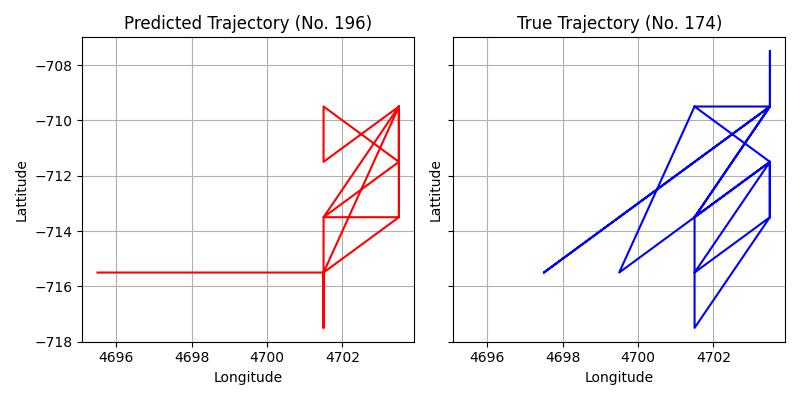 Predicted Trajectory (No. 196)
True Trajectory (No. 174)
−708
−710
−712
−714
−716
−718
Lattitude
Lattitude
4696
4698
4700
4702
4696
4698
4700
4702
Longitude
Longitude